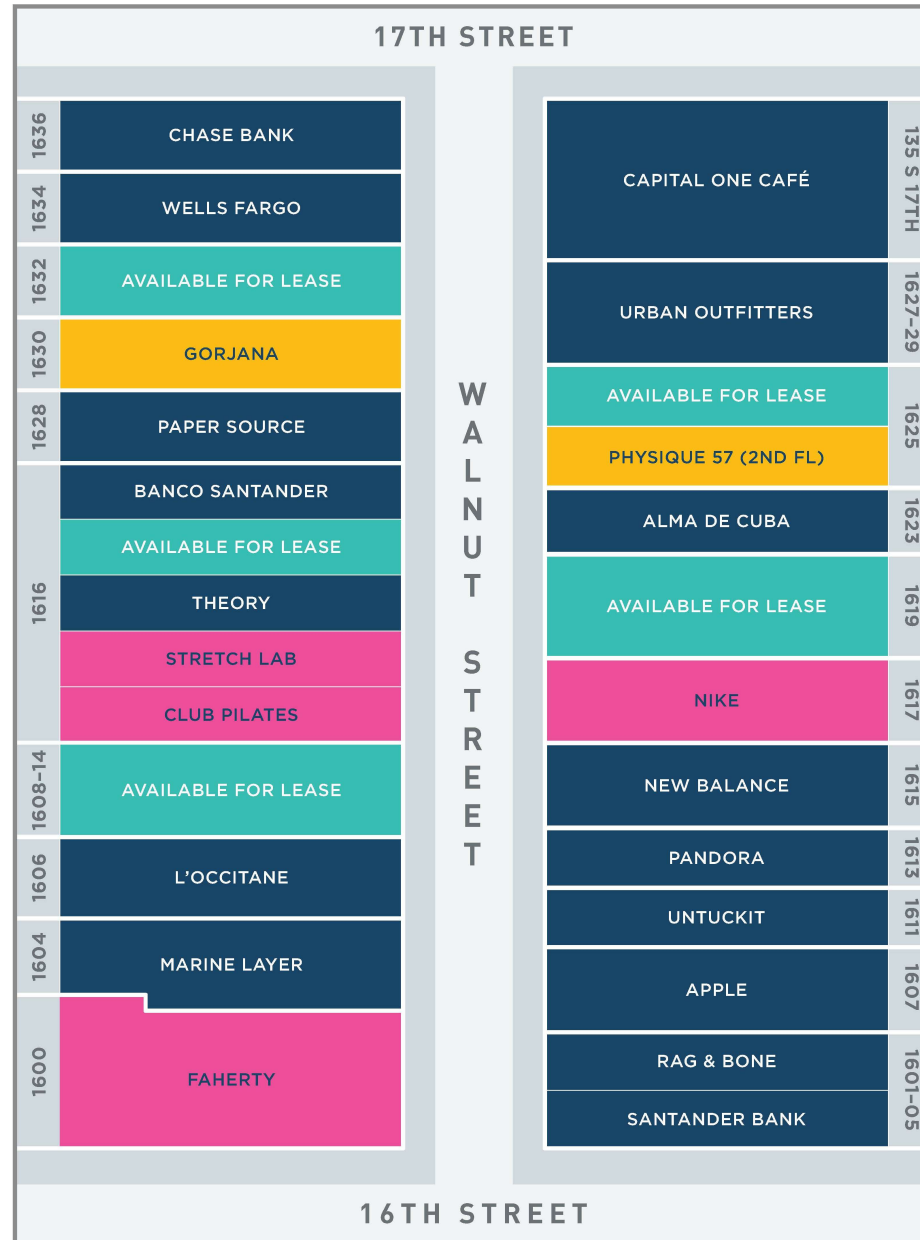 17TH STREET
1636
CHASE BANK
1634
WELLS FARGO
1632
AVAILABLE FOR LEASE
1630
GORJANA
1628
PAPER SOURCE
1616
BANCO SANTANDER
AVAILABLE FOR LEASE
THEORY
STRETCH LAB
CLUB PILATES
1608-14
AVAILABLE FOR LEASE
1606
L'OCCITANE
1604
MARINE LAYER
1600
FAHERTY
WALNUT STREET
CAPITAL ONE CAFÉ
135 S 17TH
URBAN OUTFITTERS
1627-29
AVAILABLE FOR LEASE
PHYSIQUE 57 (2ND FL)
1625
ALMA DE CUBA
1623
AVAILABLE FOR LEASE
1619
NIKE
1617
NEW BALANCE
1615
PANDORA
1613
UNTUCKIT
1611
APPLE
1607
RAG & BONE
SANTANDER BANK
1601-05
16TH STREET